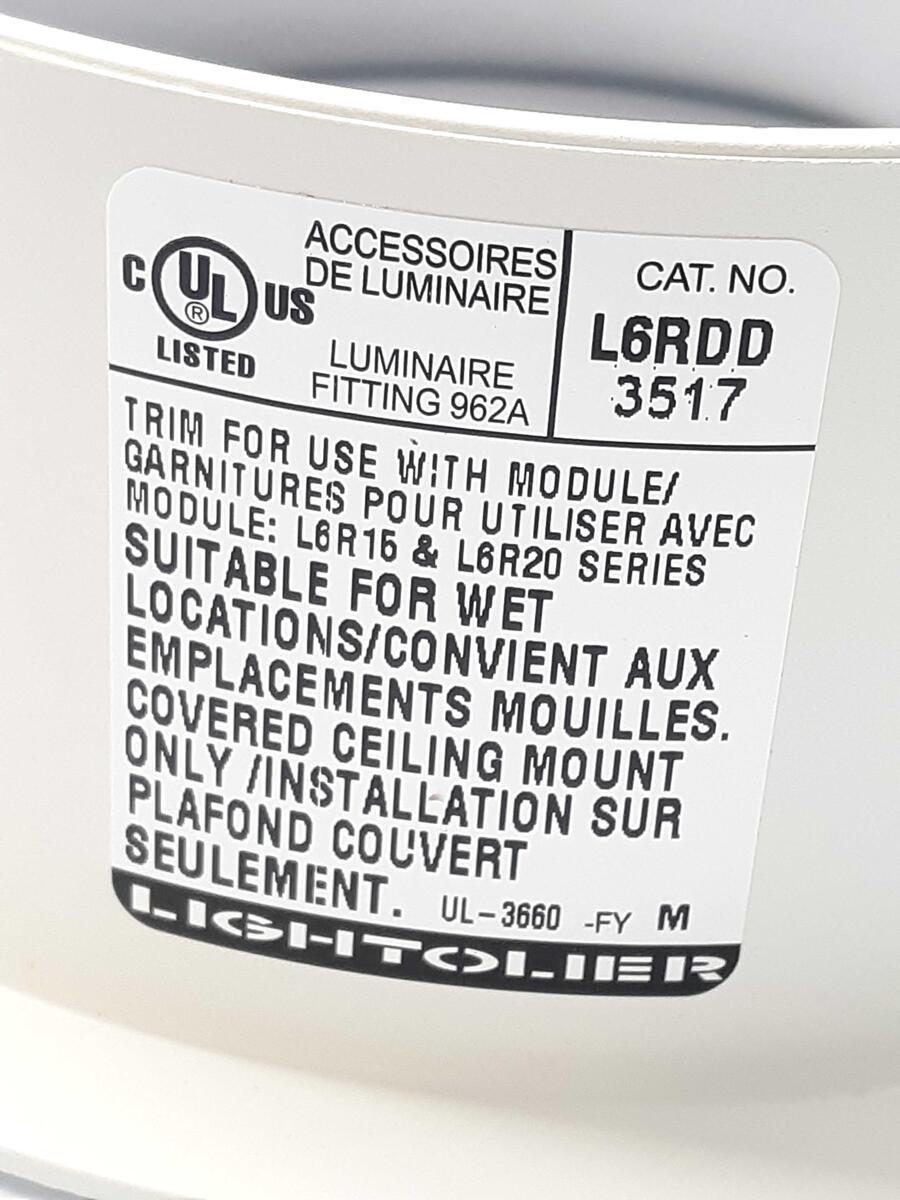 C UL ® US
LISTED
ACCESSOIRES
DE LUMINAIRE
LUMINAIRE
FITTING 962A
CAT. NO.
L6RDD
3517
TRIM FOR USE WITH MODULE/
GARNITURES POUR UTILISER AVEC
MODULE: L6R15 & L6R20 SERIES
SUITABLE FOR WET
LOCATIONS/CONVIENT AUX
EMPLACEMENTS MOUILLES.
COVERED CEILING MOUNT
ONLY /INSTALLATION SUR
PLAFOND COUVERT
SEULEMENT. UL-3660 -FY M
LIGHTOLIER